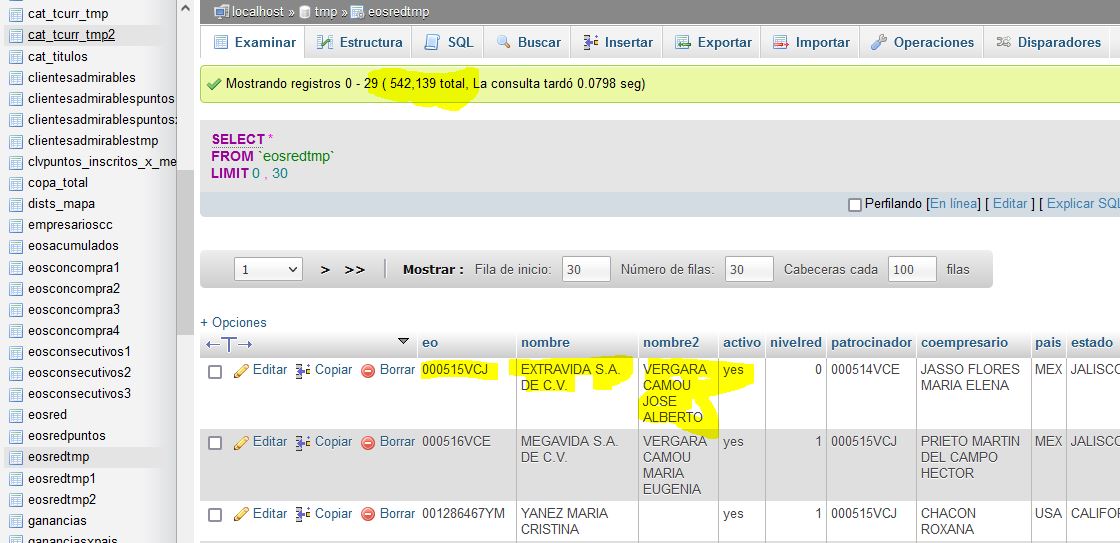 cat_tcurr_tmp
cat_tcurr_tmp2
cat_titulos
clientesadmirables
clientesadmirablespuntos
clientesadmirablespuntos
clientesadmirablestmp
clvpuntos_inscritos_x_me
copa_total
dists_mapa
empresarioscc
eosacumulados
eosconcompra1
eosconcompra2
eosconcompra3
eosconcompra4
eosconsecutivos1
eosconsecutivos2
eosconsecutivos3
eosred
eosredpuntos
eosredtmp
eosredtmp1
eosredtmp2
ganancias
gananciasxpais
localhost » tmp » eosredtmp
Examinar Estructura SQL Buscar Insertar Exportar Importar Operaciones Disparadores
Mostrando registros 0 - 29 ( 542,139 total, La consulta tardó 0.0798 seg)
SELECT *
FROM `eosredtmp`
LIMIT 0 , 30
Perfilando [En línea] [ Editar ] [ Explicar SQL
1 > >> Mostrar : Fila de inicio: 30 Número de filas: 30 Cabeceras cada 100 filas
+ Opciones
←T→ eo nombre nombre2 activo nivelred patrocinador coempresario pais estado
Editar Copiar Borrar 000515VCJ EXTRAVIDA S.A. VERGARA yes 0 000514VCE JASSO FLORES MEX JALISCO
DE C.V. CAMOU MARIA ELENA
JOSE
ALBERTO
Editar Copiar Borrar 000516VCE MEGAVIDA S.A. VERGARA yes 1 000515VCJ PRIETO MARTIN MEX JALISCO
DE C.V. CAMOU DEL CAMPO
MARIA HECTOR
EUGENIA
Editar Copiar Borrar 001286467YM YANEZ MARIA yes 1 000515VCJ CHACON USA CALIFOR
CRISTINA ROXANA